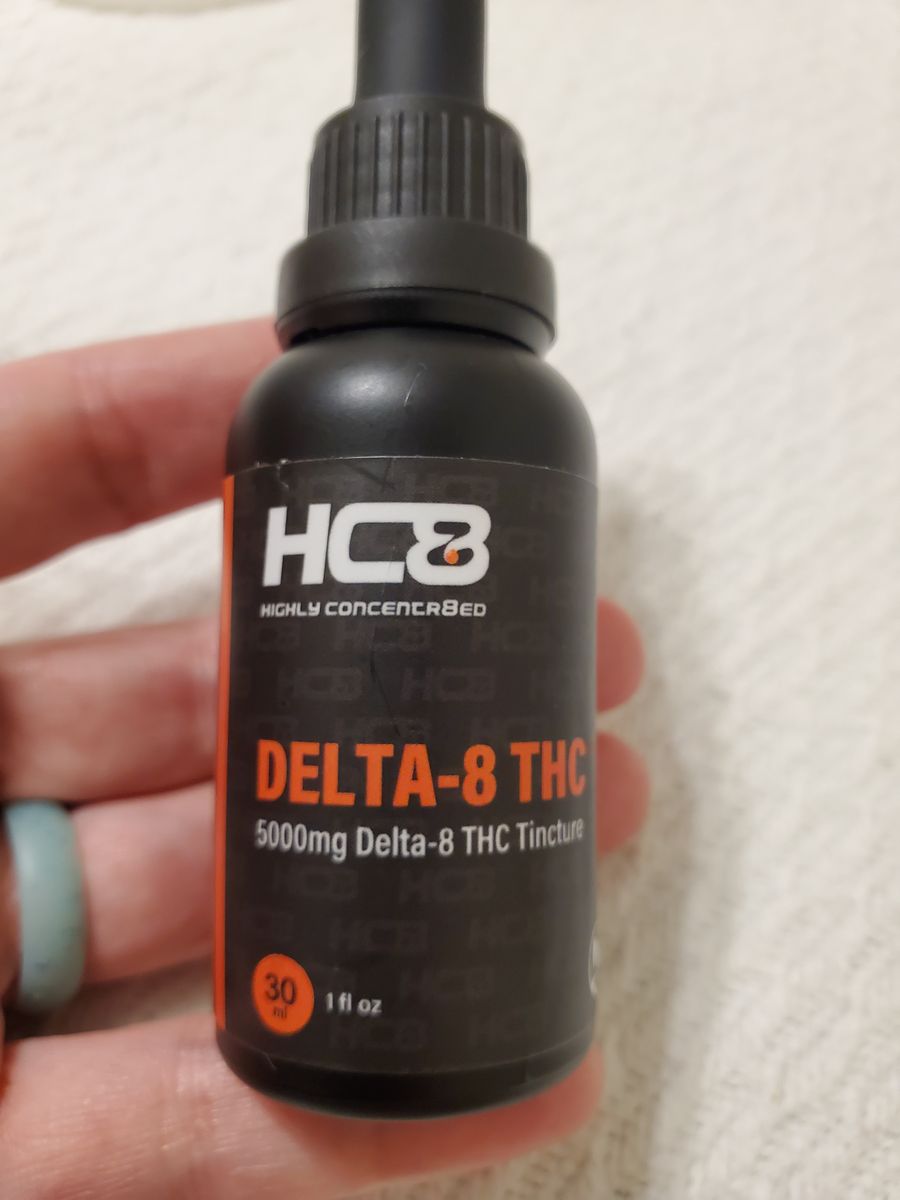 HC8
HIGHLY CONCENTR8ED
DELTA-8 THC
5000mg Delta-8 THC Tincture
30
ml
1 fl oz